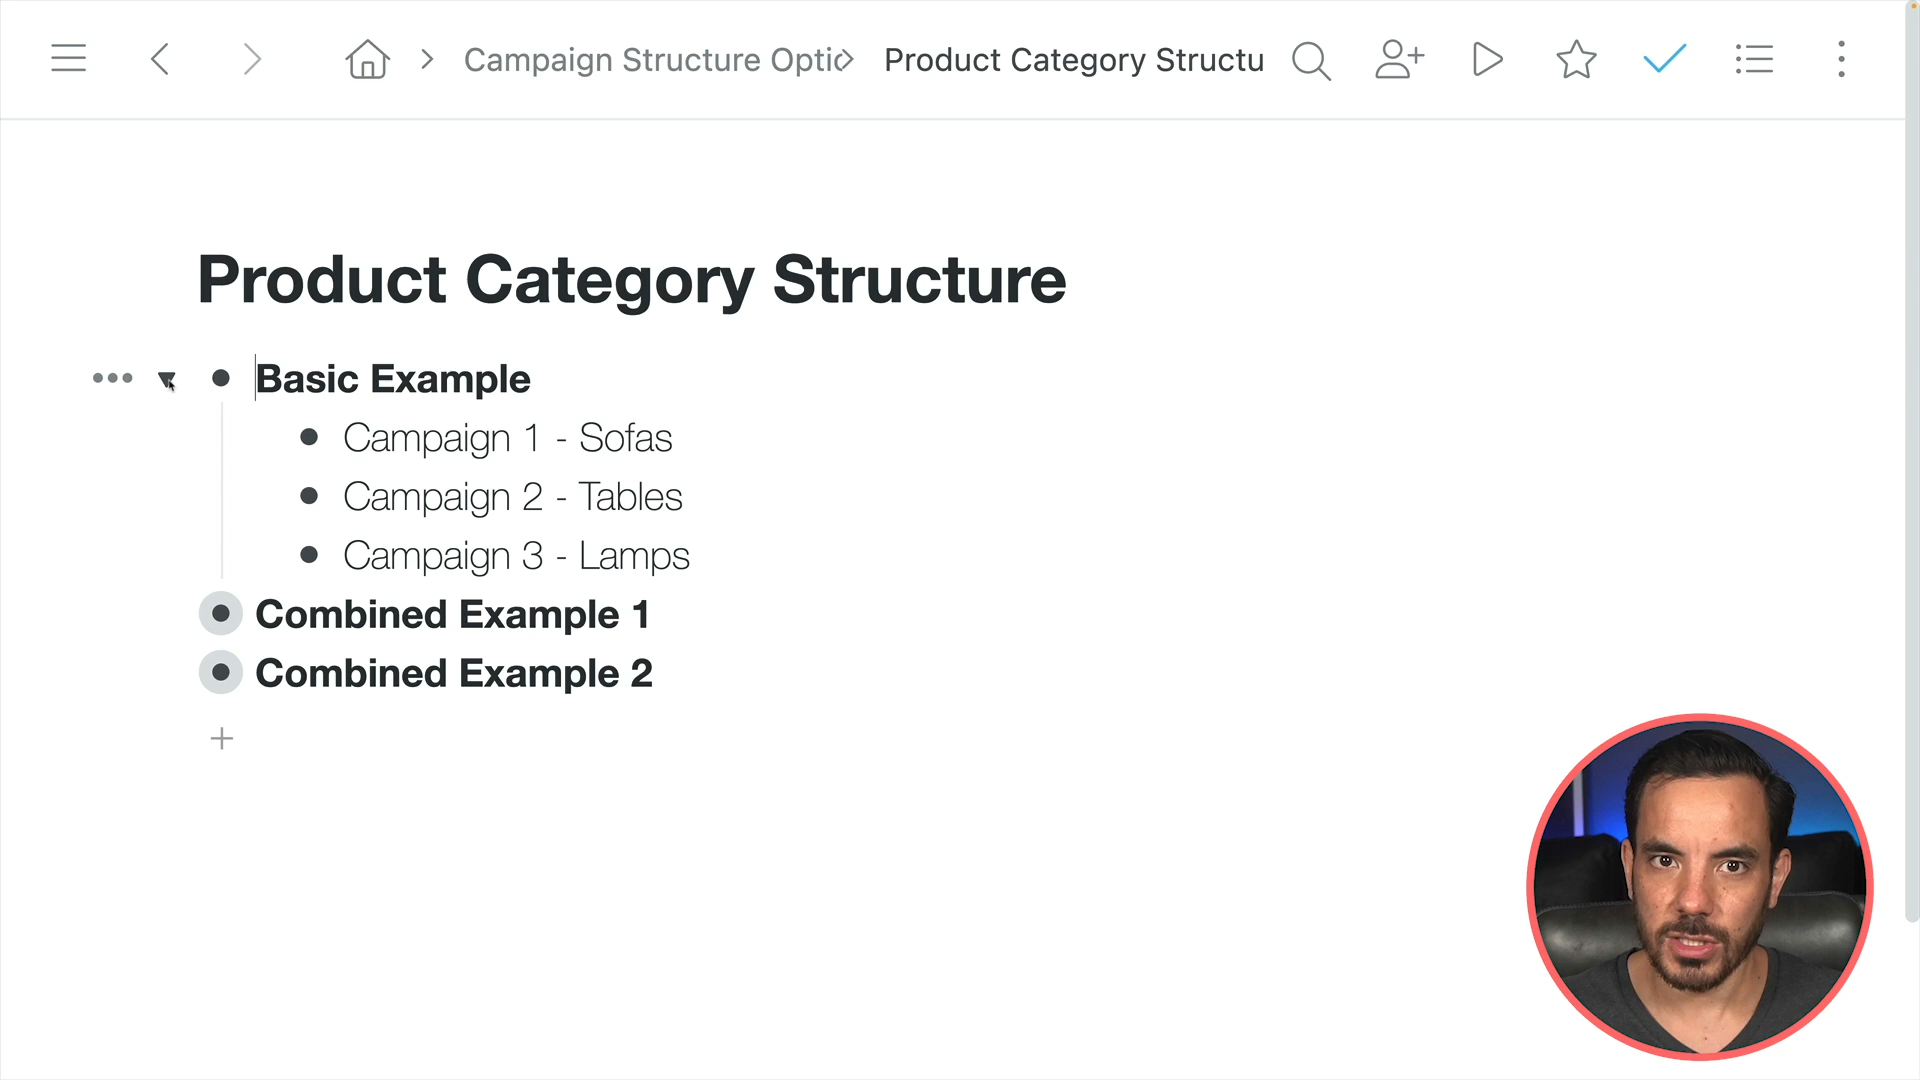 Campaign Structure Optio
Product Category Structu
Product Category Structure
Basic Example
Campaign 1 - Sofas
Campaign 2 - Tables
Campaign 3 - Lamps
Combined Example 1
Combined Example 2